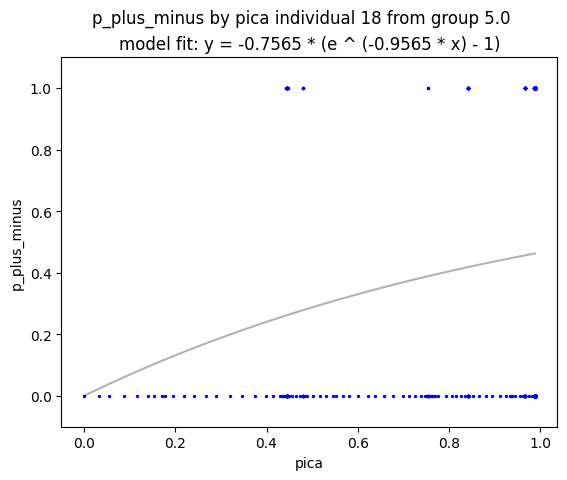 p_plus_minus by pica individual 18 from group 5.0
model fit: y = -0.7565 * (e ^ (-0.9565 * x) - 1)
1.0
0.8
0.6
0.4
0.2
0.0
p_plus_minus
0.0 0.2 0.4 0.6 0.8 1.0
pica